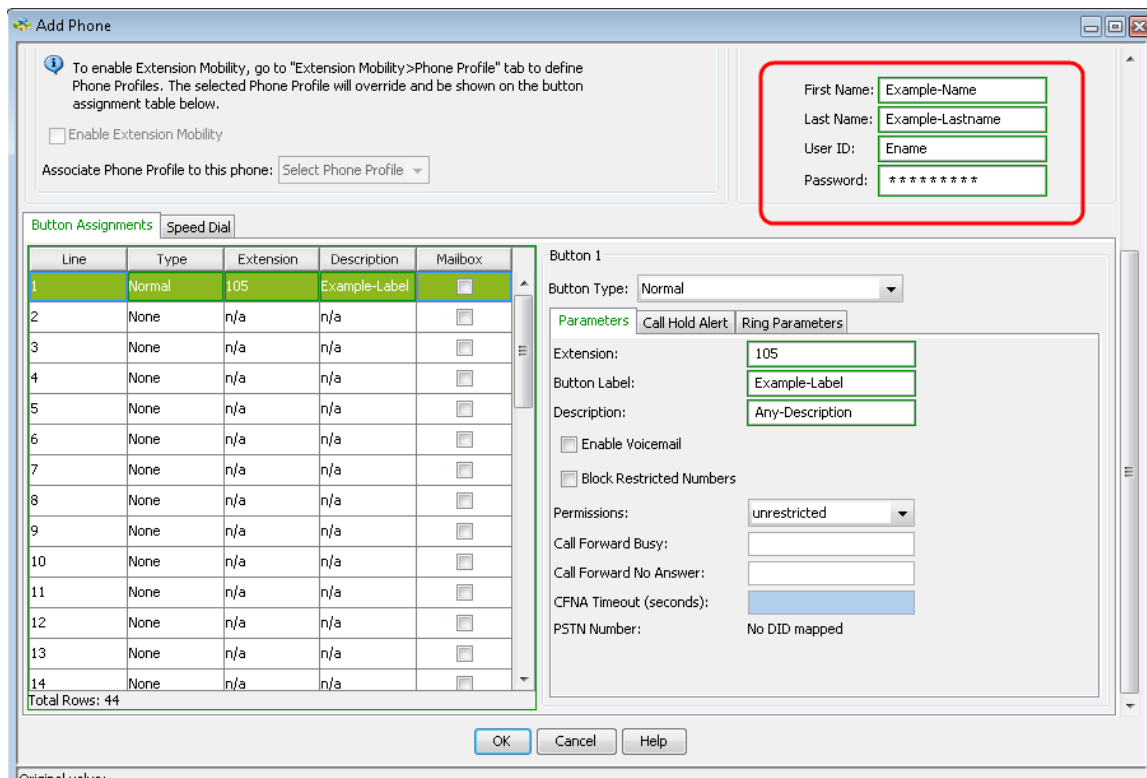 Add Phone
To enable Extension Mobility, go to "Extension Mobility>Phone Profile" tab to define
Phone Profiles. The selected Phone Profile will override and be shown on the button
assignment table below.
Enable Extension Mobility
Associate Phone Profile to this phone: Select Phone Profile
First Name: Example-Name
Last Name: Example-Lastname
User ID: Ename
Password: *********
Button Assignments Speed Dial
Line Type Extension Description Mailbox
1 Normal 105 Example-Label
2 None n/a n/a
3 None n/a n/a
4 None n/a n/a
5 None n/a n/a
6 None n/a n/a
7 None n/a n/a
8 None n/a n/a
9 None n/a n/a
10 None n/a n/a
11 None n/a n/a
12 None n/a n/a
13 None n/a n/a
14 None n/a n/a
Total Rows: 44
Button 1
Button Type: Normal
Parameters Call Hold Alert Ring Parameters
Extension: 105
Button Label: Example-Label
Description: Any-Description
Enable Voicemail
Block Restricted Numbers
Permissions: unrestricted
Call Forward Busy:
Call Forward No Answer:
CFNA Timeout (seconds):
PSTN Number: No DID mapped
OK Cancel Help
Original value: